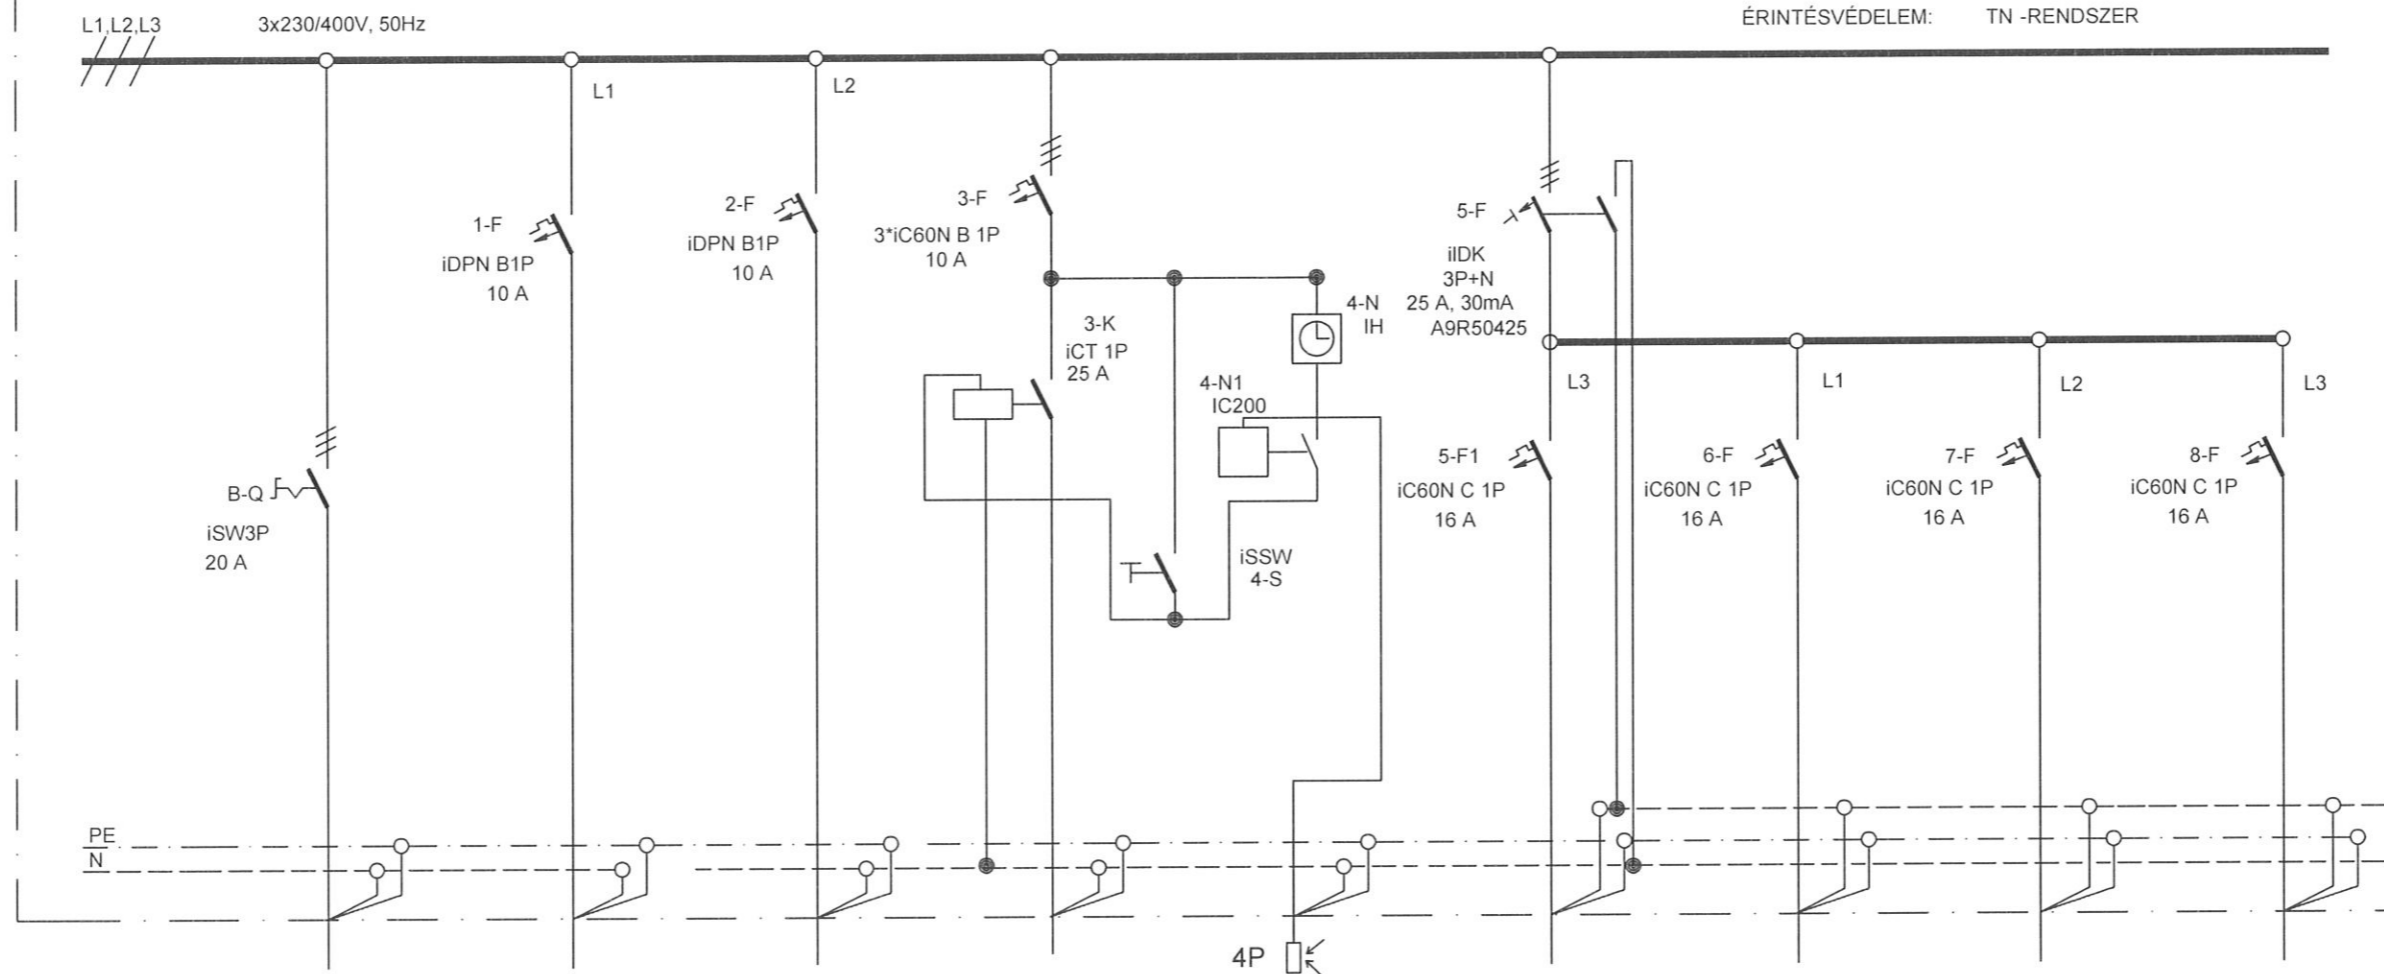 L1,L2,L3
3x230/400V, 50Hz
ÉRINTÉSVÉDELEM: TN -RENDSZER
L1
L2
1-F
iDPN B1P
10 A
2-F
iDPN B1P
10 A
3-F
3*iC60N B 1P
10 A
5-F
iIDK
3P+N
25 A, 30mA
A9R50425
4-N
IH
3-K
iCT 1P
25 A
4-N1
IC200
L3
L1
L2
L3
B-Q
iSW3P
20 A
5-F1
iC60N C 1P
16 A
6-F
iC60N C 1P
16 A
7-F
iC60N C 1P
16 A
8-F
iC60N C 1P
16 A
iSSW
4-S
PE
N
4P